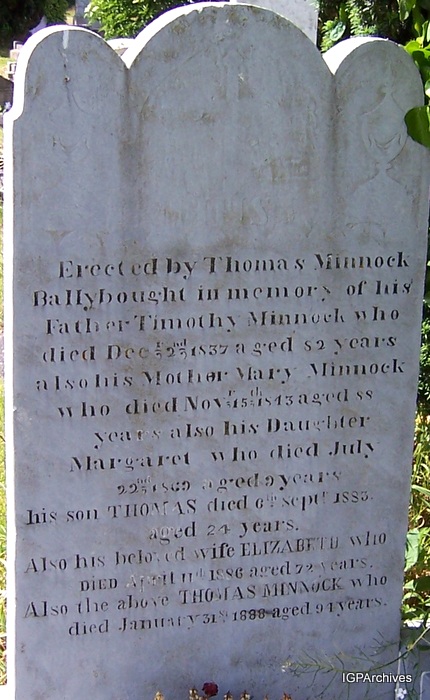 Erected by Thomas Minnock
Ballybought in memory of his
Father Timothy Minnock who
died Decr 22nd 1837 aged 82 years
also his Mother Mary Minnock
who died Novr 15th 1843 aged 88
years also his Daughter
Margaret who died July
22nd 1869 aged 9 years
his son THOMAS died 6th septr 1883.
aged 24 years.
Also his beloved wife ELIZABETH who
DIED April 11d 1886 aged 72 years.
Also the above THOMAS MINNOCK who
died January 31st 1888 aged 91 years.
IGPArchives